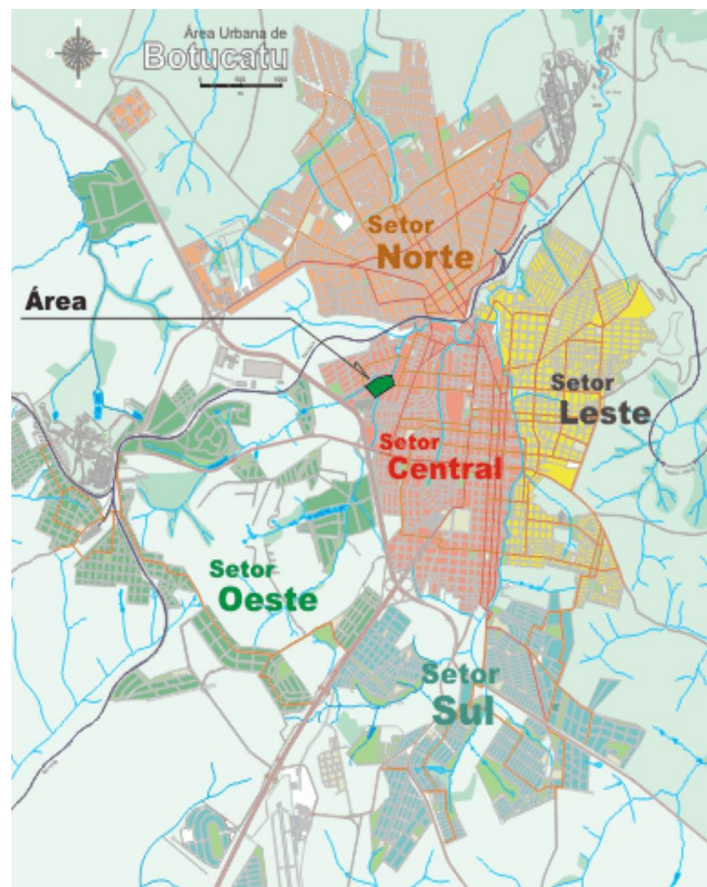 Área Urbana de
Botucatu
N
Setor
Norte
Área
Setor
Leste
Setor
Central
Setor
Oeste
Setor
Sul